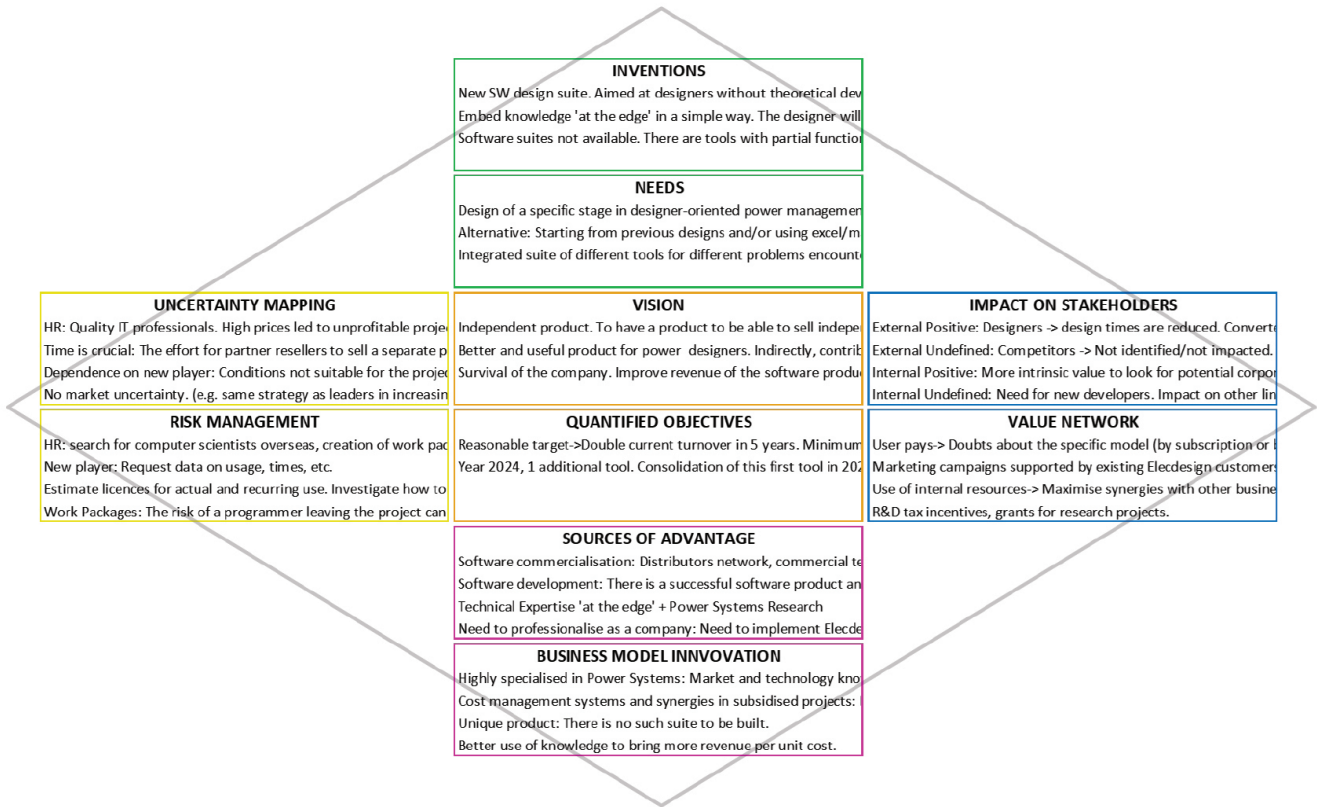 INVENTIONS
New SW design suite. Aimed at designers without theoretical dev
Embed knowledge 'at the edge' in a simple way. The designer will
Software suites not available. There are tools with partial function
NEEDS
Design of a specific stage in designer-oriented power managemen
Alternative: Starting from previous designs and/or using excel/m
Integrated suite of different tools for different problems encount
UNCERTAINTY MAPPING
HR: Quality IT professionals. High prices led to unprofitable proje
Time is crucial: The effort for partner resellers to sell a separate p
Dependence on new player: Conditions not suitable for the projec
No market uncertainty. (e.g. same strategy as leaders in increasin
VISION
Independent product. To have a product to be able to sell indepe
Better and useful product for power designers. Indirectly, contrib
Survival of the company. Improve revenue of the software produ
IMPACT ON STAKEHOLDERS
External Positive: Designers -> design times are reduced. Converte
External Undefined: Competitors -> Not identified/not impacted.
Internal Positive: More intrinsic value to look for potential corpor
Internal Undefined: Need for new developers. Impact on other lin
RISK MANAGEMENT
HR: search for computer scientists overseas, creation of work pac
New player: Request data on usage, times, etc.
Estimate licences for actual and recurring use. Investigate how to
Work Packages: The risk of a programmer leaving the project can
QUANTIFIED OBJECTIVES
Reasonable target->Double current turnover in 5 years. Minimum
Year 2024, 1 additional tool. Consolidation of this first tool in 202
VALUE NETWORK
User pays-> Doubts about the specific model (by subscription or
Marketing campaigns supported by existing Elecdesign customers
Use of internal resources-> Maximise synergies with other busine
R&D tax incentives, grants for research projects.
SOURCES OF ADVANTAGE
Software commercialisation: Distributors network, commercial te
Software development: There is a successful software product an
Technical Expertise 'at the edge' + Power Systems Research
Need to professionalise as a company: Need to implement Elecde
BUSINESS MODEL INNVOVATION
Highly specialised in Power Systems: Market and technology kno
Cost management systems and synergies in subsidised projects:
Unique product: There is no such suite to be built.
Better use of knowledge to bring more revenue per unit cost.